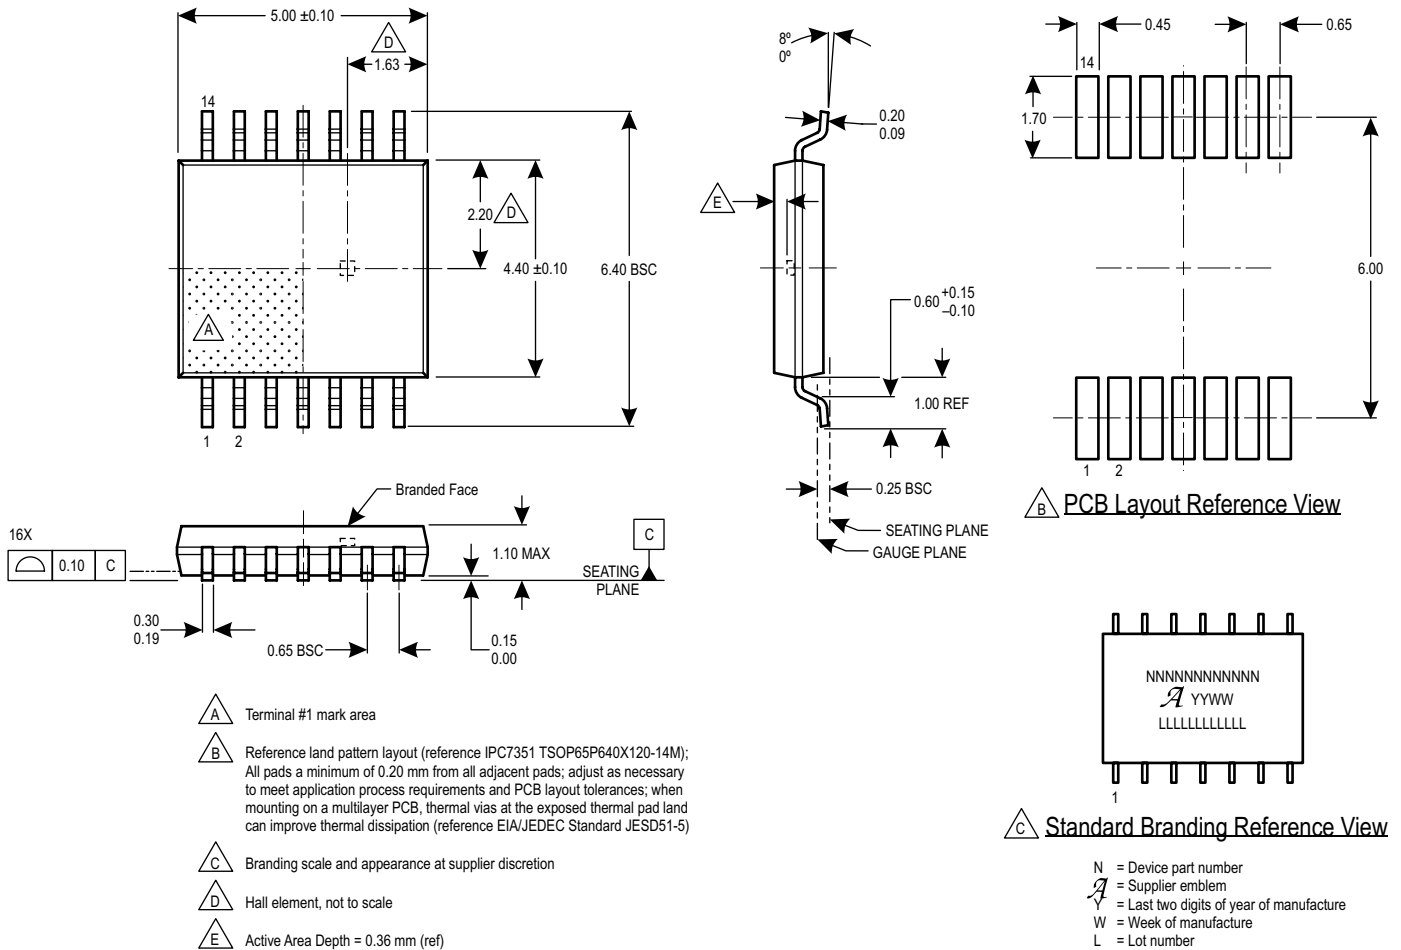 5.00 ±0.10
D
1.63
14
2.20
D
4.40 ±0.10
6.40 BSC
A
1 2
8º
0º
0.20
0.09
E
0.60 +0.15
–0.10
1.00 REF
0.25 BSC
SEATING PLANE
GAUGE PLANE
0.45
0.65
14
1.70
6.00
1 2
B PCB Layout Reference View
Branded Face
16X
0.10 C
1.10 MAX
C
SEATING
PLANE
0.30
0.19
0.65 BSC
0.15
0.00
NNNNNNNNNNNN
A YYWW
LLLLLLLLLLLL
1
C Standard Branding Reference View
N = Device part number
A = Supplier emblem
Y = Last two digits of year of manufacture
W = Week of manufacture
L = Lot number
A Terminal #1 mark area
B Reference land pattern layout (reference IPC7351 TSOP65P640X120-14M);
All pads a minimum of 0.20 mm from all adjacent pads; adjust as necessary
to meet application process requirements and PCB layout tolerances; when
mounting on a multilayer PCB, thermal vias at the exposed thermal pad land
can improve thermal dissipation (reference EIA/JEDEC Standard JESD51-5)
C Branding scale and appearance at supplier discretion
D Hall element, not to scale
E Active Area Depth = 0.36 mm (ref)